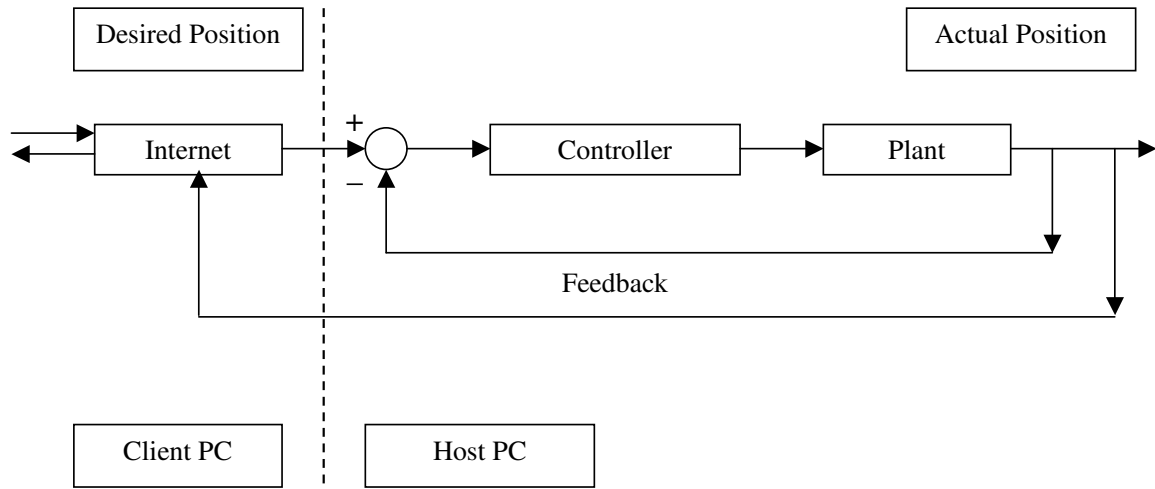 Desired Position
Actual Position
+
Internet
Controller
Plant
−
Feedback
Client PC
Host PC